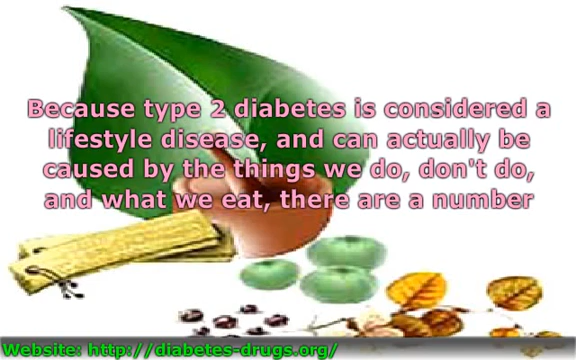 Because type 2 diabetes is considered a
lifestyle disease, and can actually be
caused by the things we do, don't do,
and what we eat, there are a number
Website: http://diabetes-drugs.org/